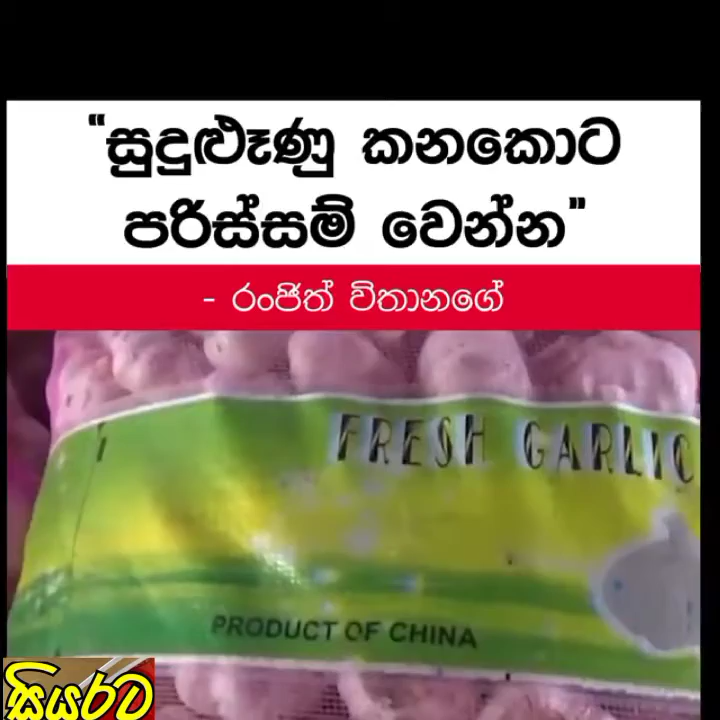 “සුදුළූණු කනකොට
පරිස්සම් වෙන්න”
- රංජිත් විතානගේ
FRESH GARLIC
PRODUCT OF CHINA
සියරට